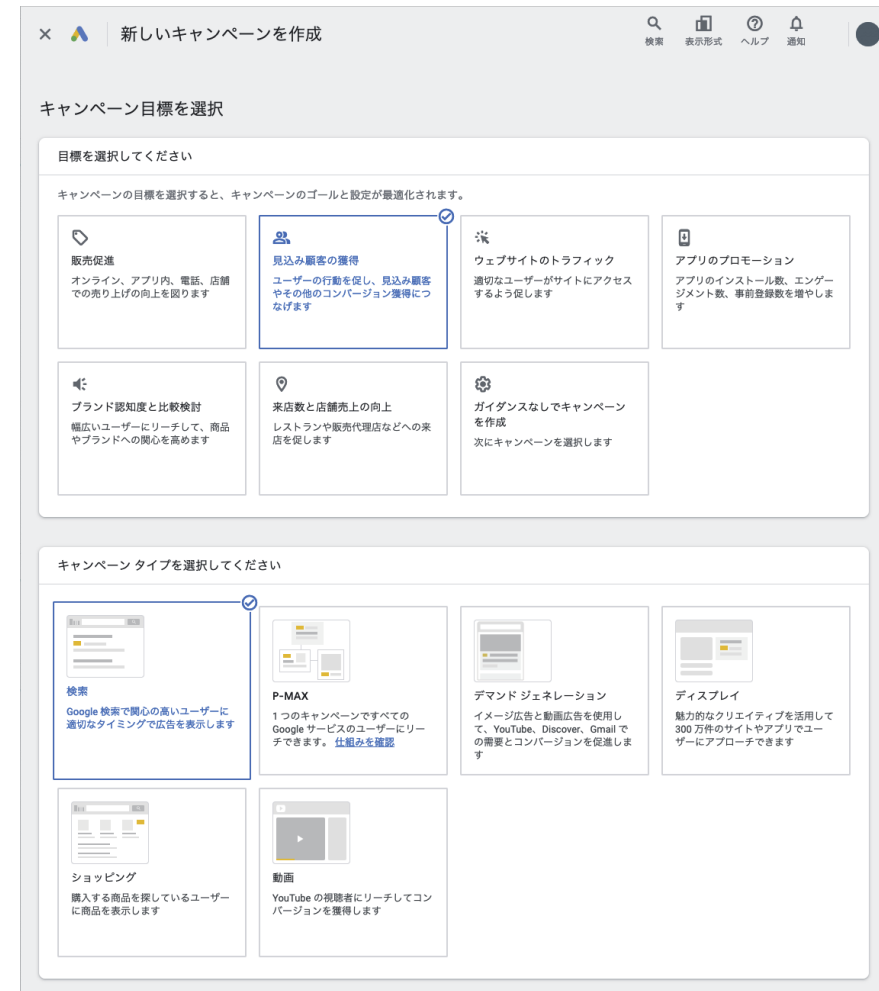 新しいキャンペーンを作成
検索
表示形式
ヘルプ
通知
キャンペーン目標を選択
目標を選択してください
キャンペーンの目標を選択すると、キャンペーンのゴールと設定が最適化されます。
販売促進
オンライン、アプリ内、電話、店舗
での売り上げの向上を図ります
見込み顧客の獲得
ユーザーの行動を促し、見込み顧客
やその他のコンバージョン獲得につ
なげます
ウェブサイトのトラフィック
適切なユーザーがサイトにアクセス
するよう促します
アプリのプロモーション
アプリのインストール数、エンゲー
ジメント数、事前登録数を増やしま
す
ブランド認知度と比較検討
幅広いユーザーにリーチして、商品
やブランドへの関心を高めます
来店数と店舗売上の向上
レストランや販売代理店などへの来
店を促します
ガイダンスなしでキャンペーン
を作成
次にキャンペーンを選択します
キャンペーン タイプを選択してください
検索
Google 検索で関心の高いユーザーに
適切なタイミングで広告を表示します
P-MAX
1 つのキャンペーンですべての
Google サービスのユーザーにリー
チできます。 仕組みを確認
デマンド ジェネレーション
イメージ広告と動画広告を使用し
て、YouTube、Discover、Gmail で
の需要とコンバージョンを促進しま
す
ディスプレイ
魅力的なクリエイティブを活用して
300 万件のサイトやアプリでユー
ザーにアプローチできます
ショッピング
購入する商品を探しているユーザー
に商品を表示します
動画
YouTube の視聴者にリーチしてコン
バージョンを獲得します